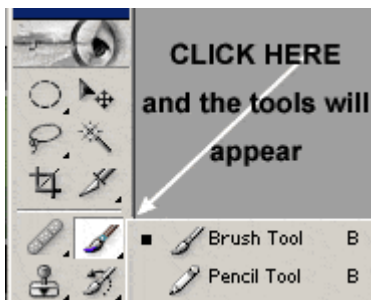 CLICK HERE
and the tools will
appear
Brush Tool B
Pencil Tool B